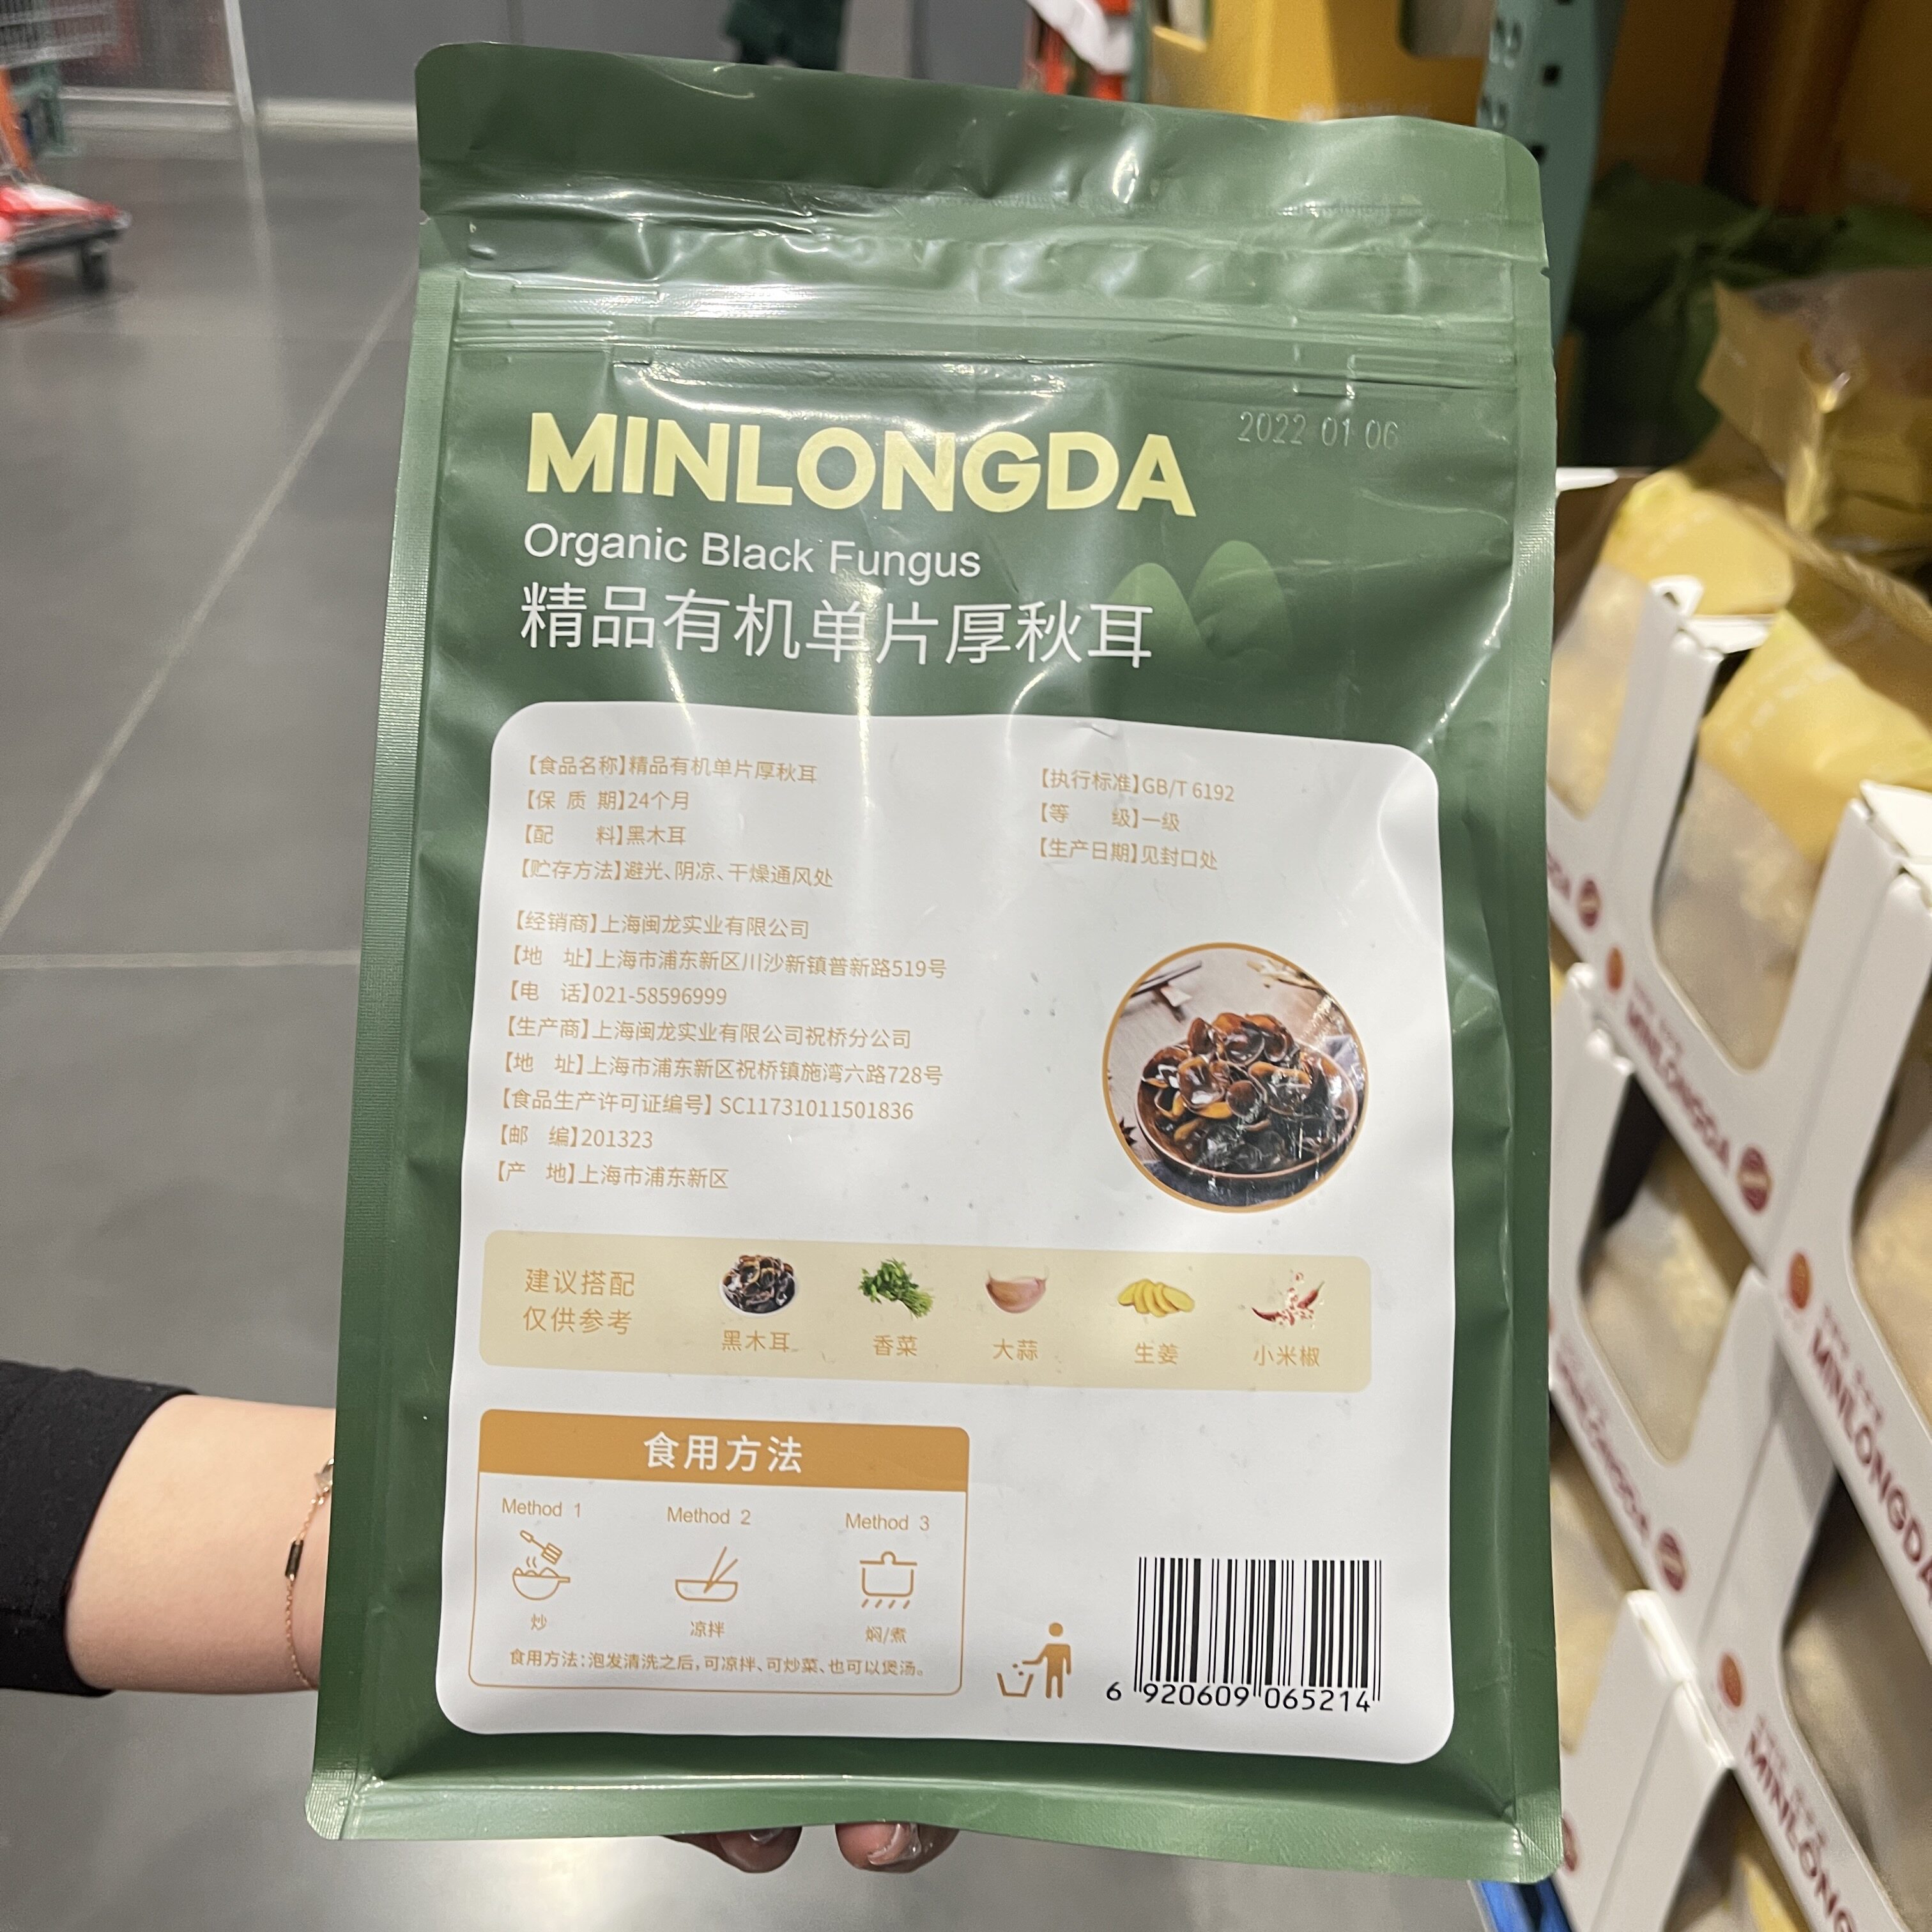 2022 01 06
MINLONGDA
Organic Black Fungus
精品有机单片厚秋耳
【食品名称】精品有机单片厚秋耳
【保 质 期】24个月
【配 料】黑木耳
【贮存方法】避光、阴凉、干燥通风处
【执行标准】GB/T 6192
【等 级】一级
【生产日期】见封口处
【经销商】上海闽龙实业有限公司
【地 址】上海市浦东新区川沙新镇普新路519号
【电 话】021-58596999
【生产商】上海闽龙实业有限公司祝桥分公司
【地 址】上海市浦东新区祝桥镇施湾六路728号
【食品生产许可证编号】SC11731011501836
【邮 编】201323
【产 地】上海市浦东新区
建议搭配
仅供参考
黑木耳 香菜 大蒜 生姜 小米椒
食用方法
Method 1 Method 2 Method 3
炒 凉拌 焖/煮
食用方法：泡发清洗之后，可凉拌、可炒菜、也可以煲汤。
6 920609 065214
MINLONGDA
MINLONGDA
MINLONGDA